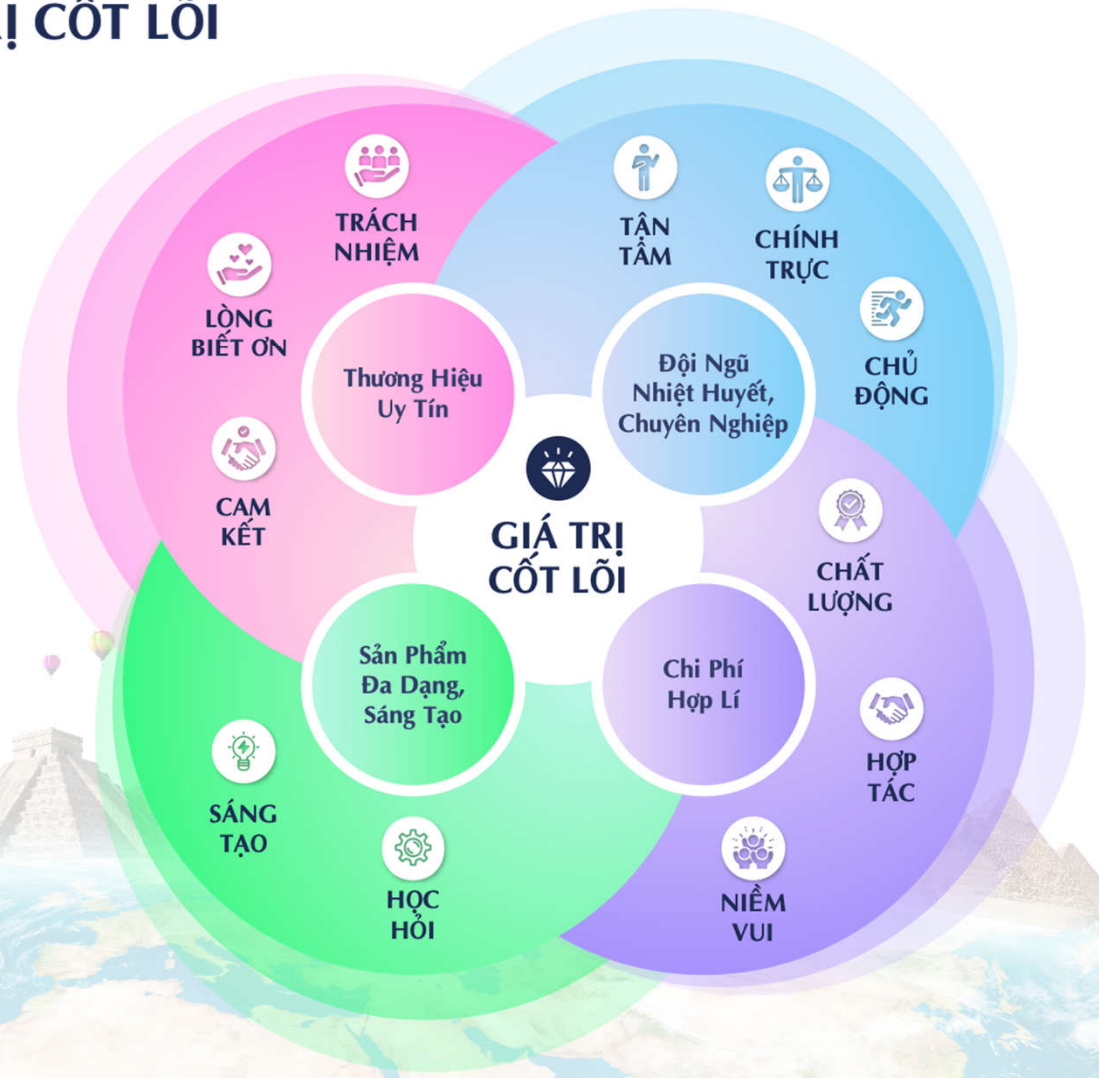 Ị CỐT LÕI
TRÁCH
NHIỆM
LÒNG
BIẾT ƠN
CAM
KẾT
Thương Hiệu
Uy Tín
TẬN
TÂM
CHÍNH
TRỰC
CHỦ
ĐỘNG
Đội Ngũ
Nhiệt Huyết,
Chuyên Nghiệp
GIÁ TRỊ
CỐT LÕI
Sản Phẩm
Đa Dạng,
Sáng Tạo
SÁNG
TẠO
HỌC
HỎI
Chi Phí
Hợp Lí
CHẤT
LƯỢNG
HỢP
TÁC
NIỀM
VUI